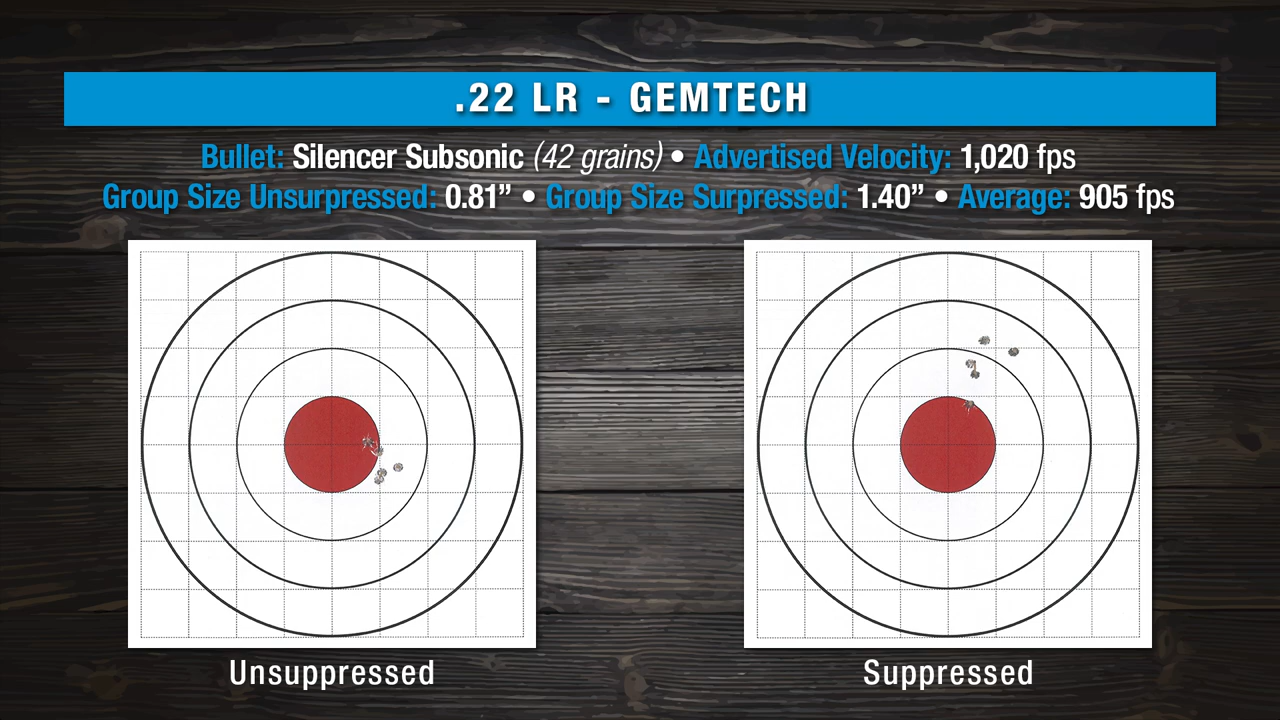 .22 LR - GEMTECH
Bullet: Silencer Subsonic (42 grains) • Advertised Velocity: 1,020 fps
Group Size Unsurpressed: 0.81” • Group Size Surpressed: 1.40” • Average: 905 fps
Unsuppressed
Suppressed